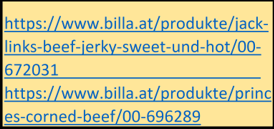 https://www.billa.at/produkte/jack-
links-beef-jerky-sweet-und-hot/00-
672031
https://www.billa.at/produkte/princ
es-corned-beef/00-696289